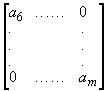 a₆ ...... 0
. .
. .
. .
0 ...... aₘ